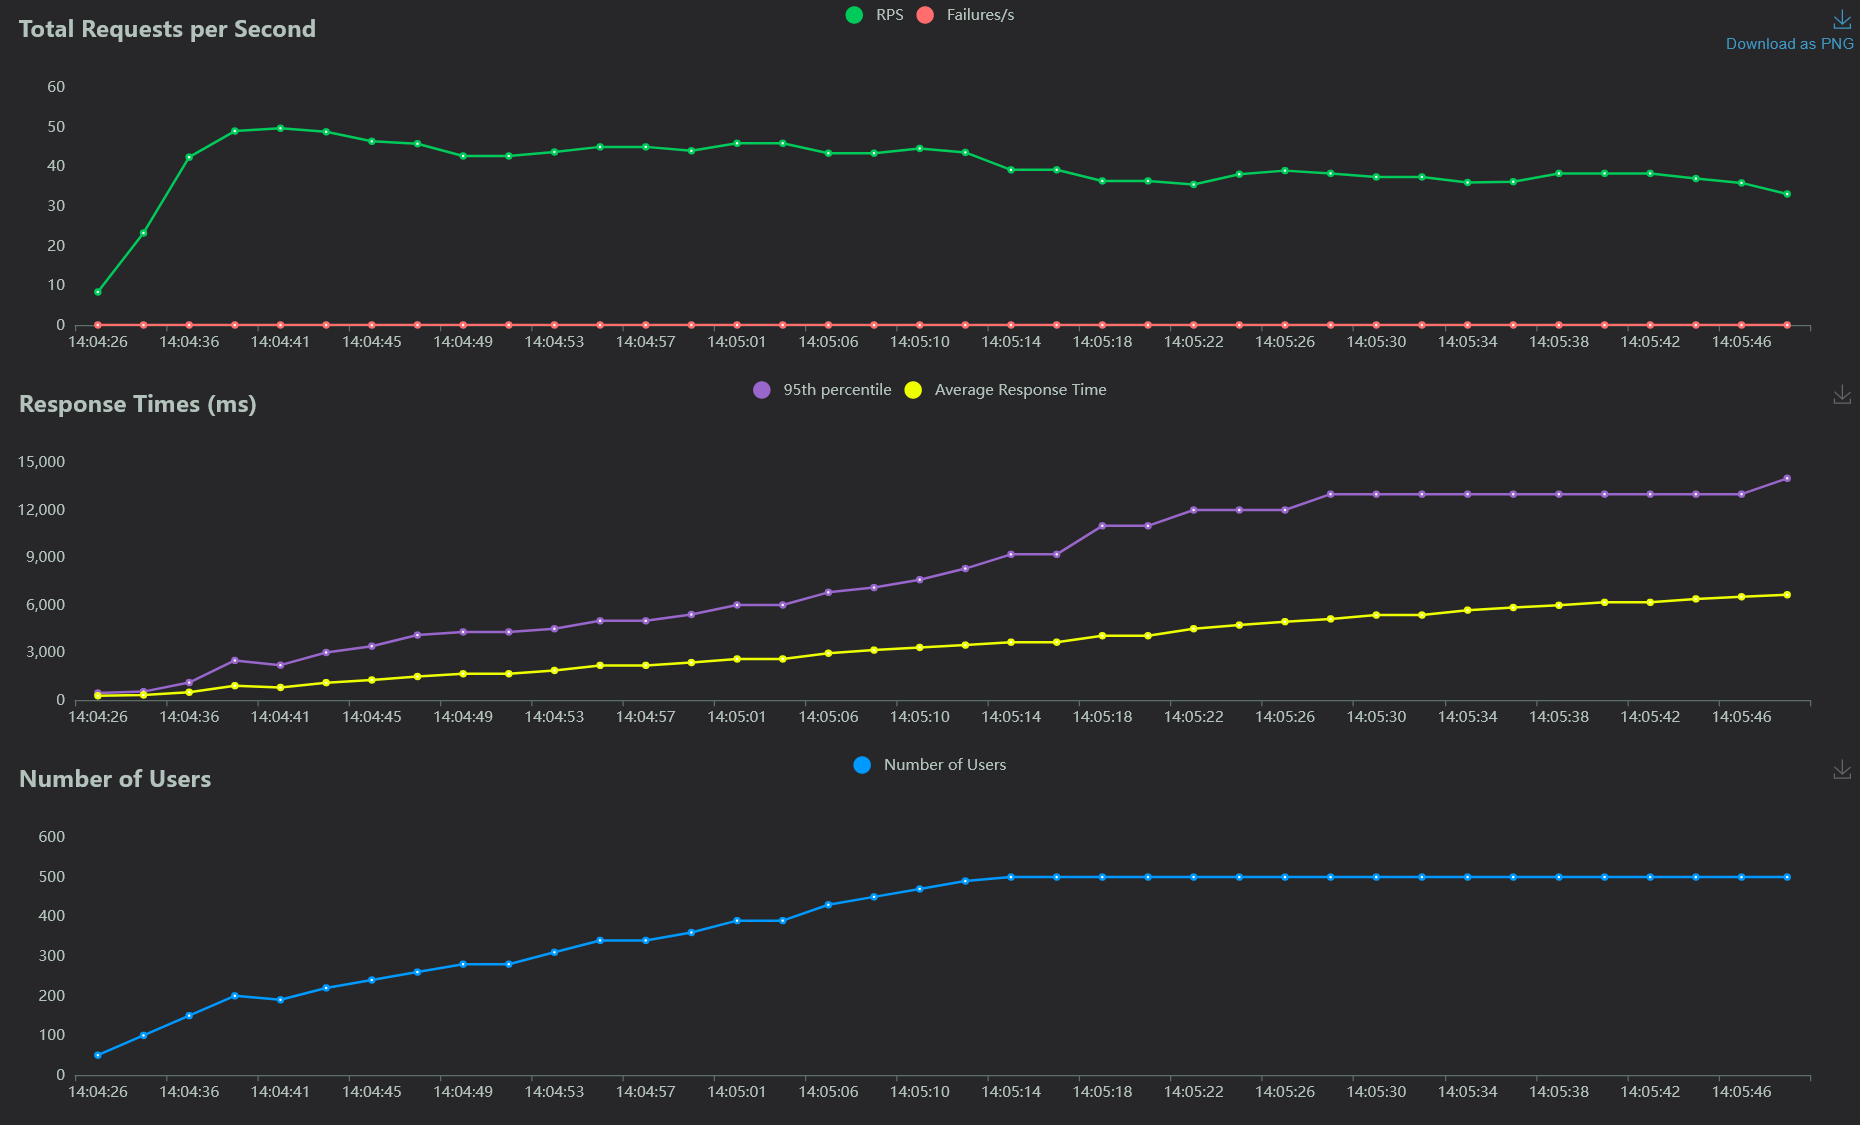 Total Requests per Second
RPS Failures/s
Download as PNG
60
50
40
30
20
10
0
14:04:26 14:04:36 14:04:41 14:04:45 14:04:49 14:04:53 14:04:57 14:05:01 14:05:06 14:05:10 14:05:14 14:05:18 14:05:22 14:05:26 14:05:30 14:05:34 14:05:38 14:05:42 14:05:46
Response Times (ms)
95th percentile Average Response Time
15,000
12,000
9,000
6,000
3,000
0
14:04:26 14:04:36 14:04:41 14:04:45 14:04:49 14:04:53 14:04:57 14:05:01 14:05:06 14:05:10 14:05:14 14:05:18 14:05:22 14:05:26 14:05:30 14:05:34 14:05:38 14:05:42 14:05:46
Number of Users
Number of Users
600
500
400
300
200
100
0
14:04:26 14:04:36 14:04:41 14:04:45 14:04:49 14:04:53 14:04:57 14:05:01 14:05:06 14:05:10 14:05:14 14:05:18 14:05:22 14:05:26 14:05:30 14:05:34 14:05:38 14:05:42 14:05:46